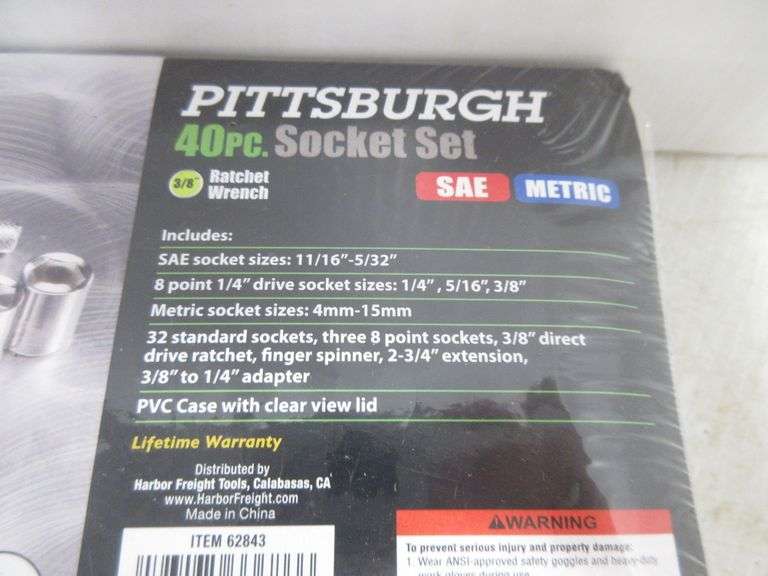 PITTSBURGH
40PC. Socket Set
3/8" Ratchet
Wrench
SAE METRIC
Includes:
SAE socket sizes: 11/16"-5/32"
8 point 1/4" drive socket sizes: 1/4" , 5/16", 3/8"
Metric socket sizes: 4mm-15mm
32 standard sockets, three 8 point sockets, 3/8" direct
drive ratchet, finger spinner, 2-3/4" extension,
3/8" to 1/4" adapter
PVC Case with clear view lid
Lifetime Warranty
Distributed by
Harbor Freight Tools, Calabasas, CA
www.HarborFreight.com
Made in China
ITEM 62843
WARNING
To prevent serious injury and property damage:
1. Wear ANSI-approved safety goggles and heavy-duty
work gloves during use